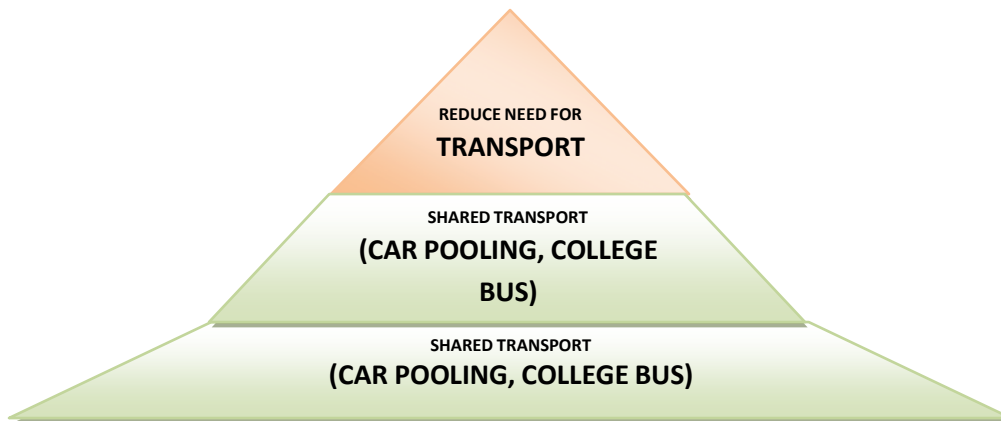 REDUCE NEED FOR
TRANSPORT
SHARED TRANSPORT
(CAR POOLING, COLLEGE
BUS)
SHARED TRANSPORT
(CAR POOLING, COLLEGE BUS)